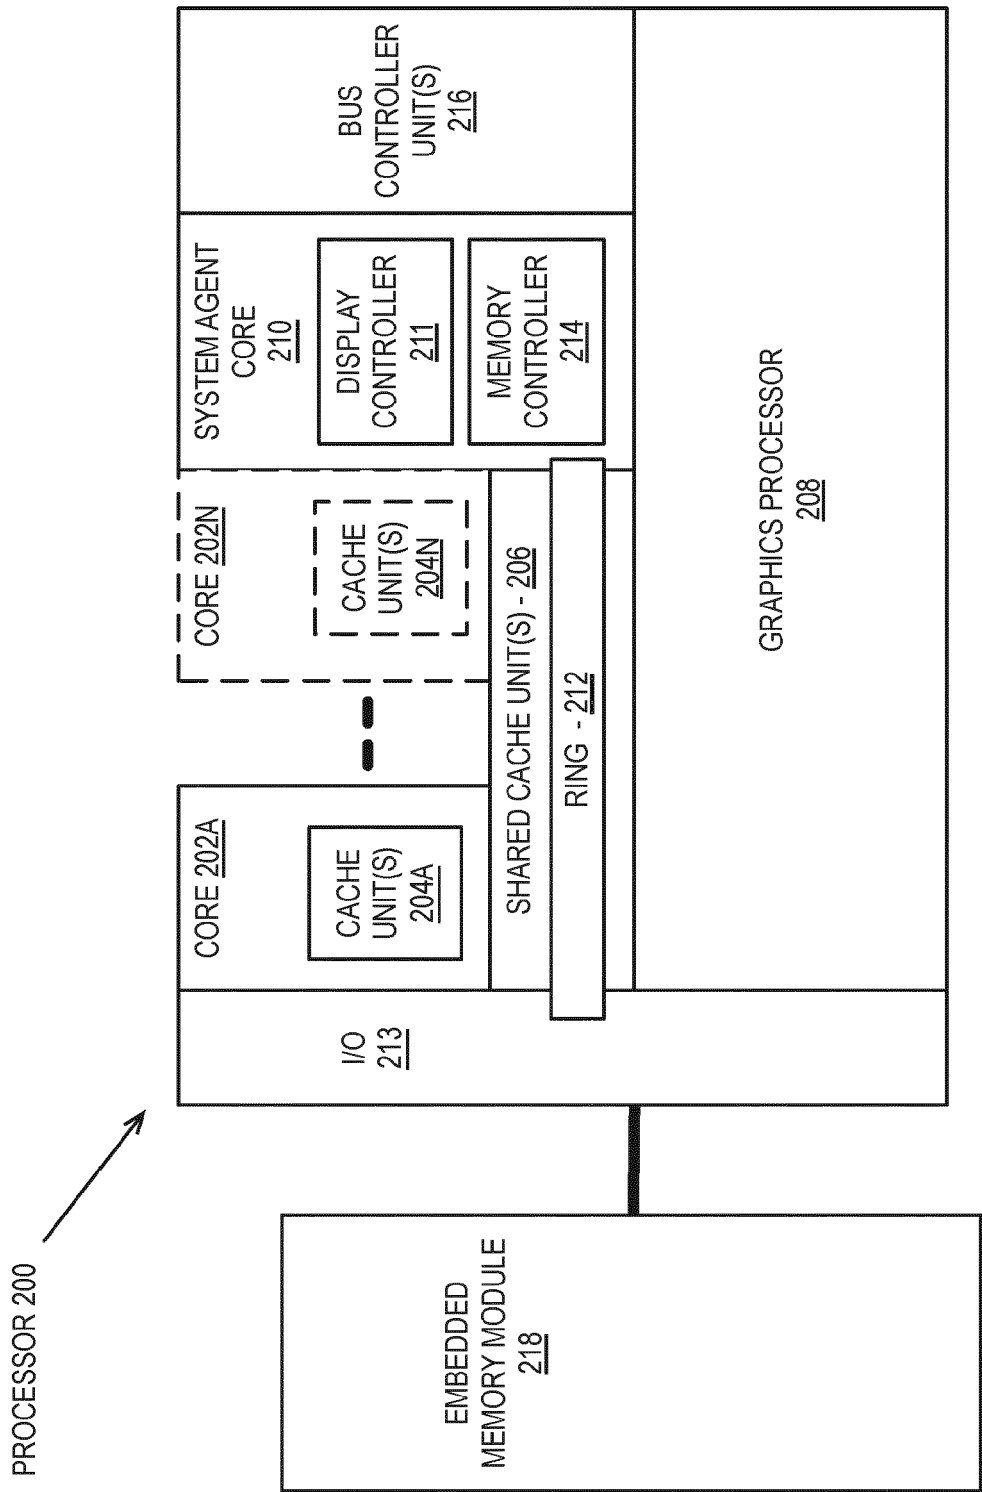 PROCESSOR 200
CORE 202A
CACHE
UNIT(S)
204A
CORE 202N
CACHE
UNIT(S)
204N
SYSTEM AGENT
CORE
210
DISPLAY
CONTROLLER
211
MEMORY
CONTROLLER
214
BUS
CONTROLLER
UNIT(S)
216
I/O
213
SHARED CACHE UNIT(S) - 206
RING - 212
EMBEDDED
MEMORY MODULE
218
GRAPHICS PROCESSOR
208